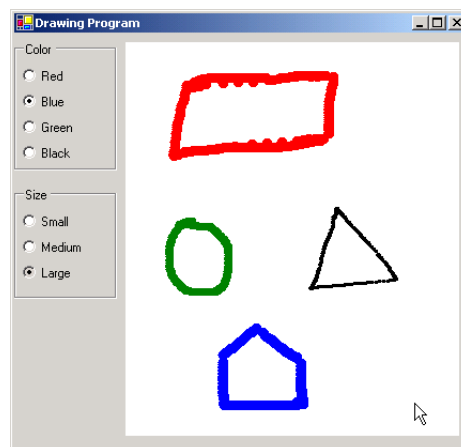 Drawing Program
Color
Red
Blue
Green
Black
Size
Small
Medium
Large